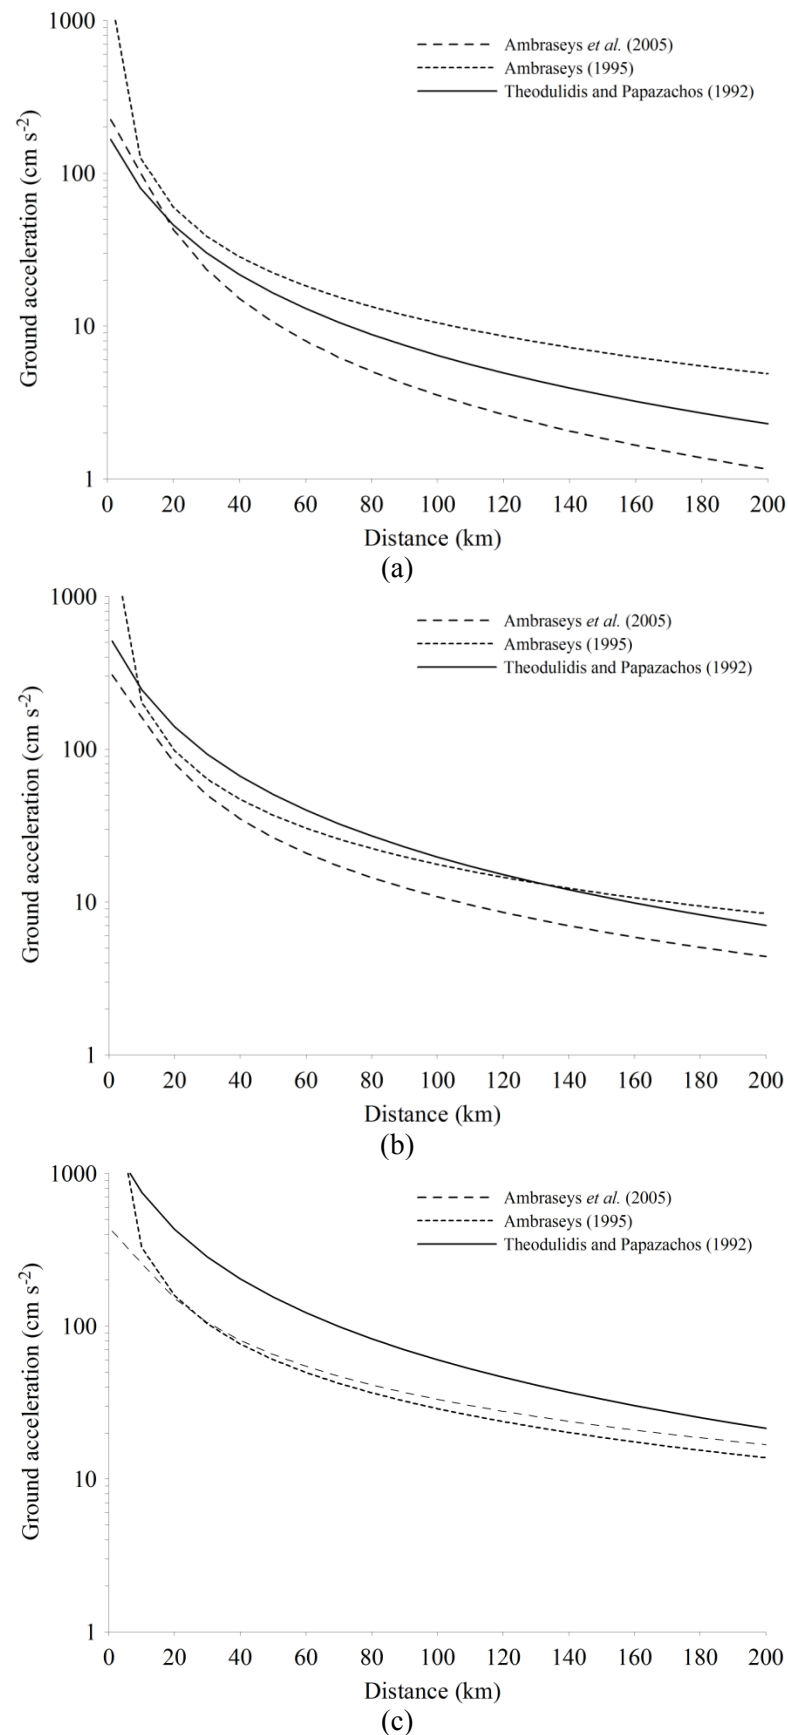 1000
100
10
1
Ground acceleration (cm s-2)
Ambraseys et al. (2005)
Ambraseys (1995)
Theodulidis and Papazachos (1992)
0 20 40 60 80 100 120 140 160 180 200
Distance (km)
(a)
1000
100
10
1
Ground acceleration (cm s-2)
Ambraseys et al. (2005)
Ambraseys (1995)
Theodulidis and Papazachos (1992)
0 20 40 60 80 100 120 140 160 180 200
Distance (km)
(b)
1000
100
10
1
Ground acceleration (cm s-2)
Ambraseys et al. (2005)
Ambraseys (1995)
Theodulidis and Papazachos (1992)
0 20 40 60 80 100 120 140 160 180 200
Distance (km)
(c)